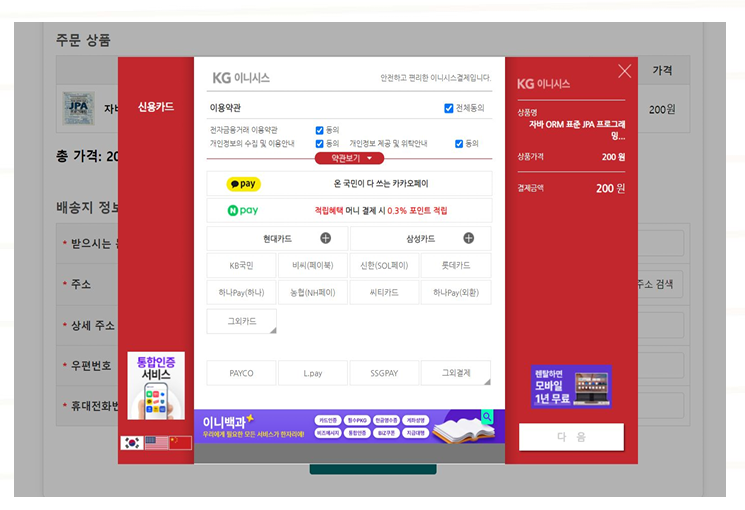 주문 상품
가격
JPA
자바
200원
총 가격: 20
배송지 정보
* 받으시는
* 주소
주소 검색
* 상세 주소
* 우편번호
* 휴대전화번
신용카드
통합인증
서비스
KG 이니시스
안전하고 편리한 이니시스결제입니다.
이용약관
전체동의
전자금융거래 이용약관
동의
개인정보의 수집 및 이용안내
동의
개인정보 제공 및 위탁안내
동의
약관보기
pay
온 국민이 다 쓰는 카카오페이
N pay
적립혜택 머니 결제 시 0.3% 포인트 적립
현대카드
삼성카드
KB국민
비씨(페이북)
신한(SOL페이)
롯데카드
하나Pay(하나)
농협(NH페이)
씨티카드
하나Pay(외환)
그외카드
PAYCO
L.pay
SSGPAY
그외결제
이니백과
우리에게 필요한 모든 서비스가 한자리에!
카드인증
필수PKG
현금영수증
계좌성명
비즈메시지
통합인증
BIZ쿠폰
지급대행
KG 이니시스
상품명
자바 ORM 표준 JPA 프로그래
밍...
상품가격
200 원
결제금액
200 원
렌탈하면
모바일
1년 무료
다 음